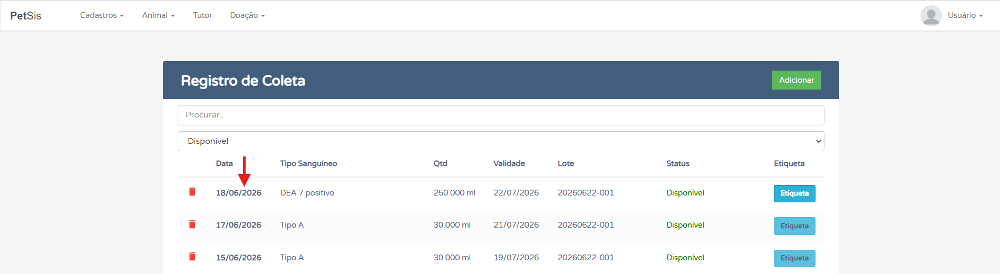 PetSis Cadastros Animal Tutor Doação Usuário
Registro de Coleta Adicionar
Procurar..
Disponível
Data Tipo Sanguíneo Qtd Validade Lote Status Etiqueta
18/06/2026 DEA 7 positivo 250.000 ml 22/07/2026 20260622-001 Disponível Etiqueta
17/06/2026 Tipo A 30.000 ml 21/07/2026 20260622-001 Disponível Etiqueta
15/06/2026 Tipo A 30.000 ml 19/07/2026 20260622-001 Disponível Etiqueta